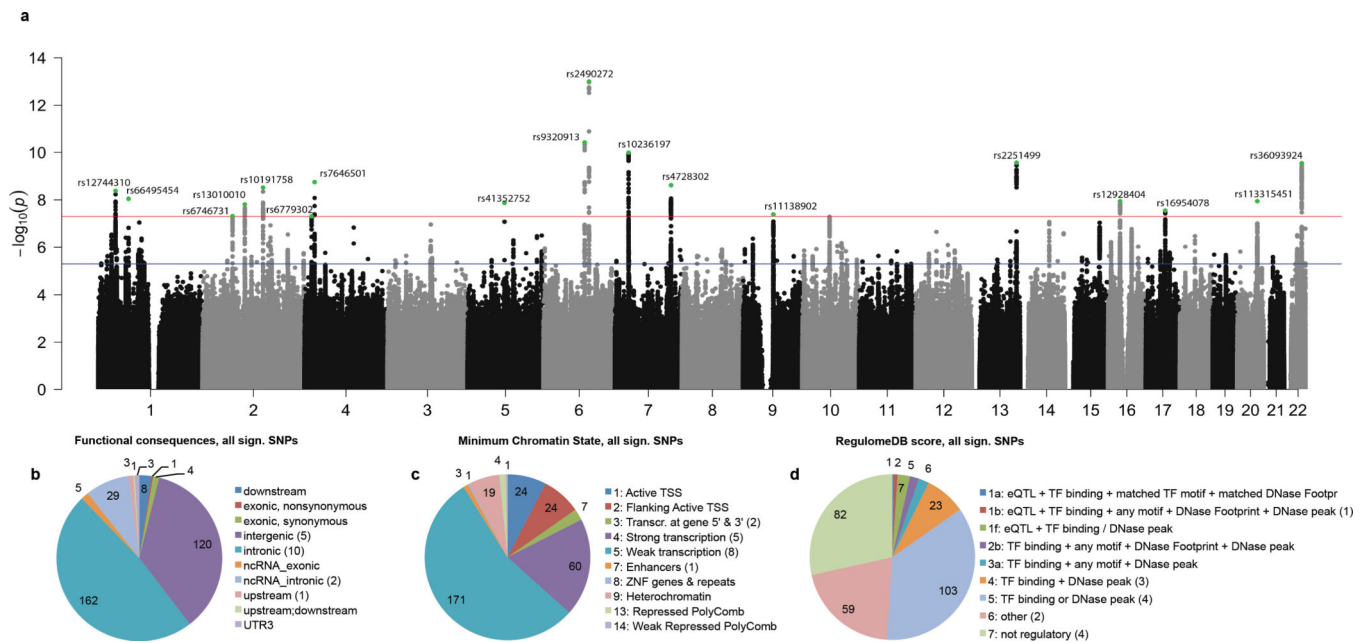 a
14
12
10
8
6
4
2
0
−log10(p)
rs2490272
rs9320913
rs10236197
rs2251499
rs36093924
rs12744310
rs66495454
rs13010010
rs10191758
rs7646501
rs4728302
rs6746731
rs6779302
rs41352752
rs11138902
rs12928404
rs16954078
rs113315451
1 2 4 3 5 6 7 8 9 10 11 12 13 14 15 16 17 18 19 20 21 22
Functional consequences, all sign. SNPs
b
3 1 3 1 4
5 29 8
120
162
downstream
exonic, nonsynonymous
exonic, synonymous
intergenic (5)
intronic (10)
ncRNA_exonic
ncRNA_intronic (2)
upstream (1)
upstream;downstream
UTR3
Minimum Chromatin State, all sign. SNPs
c
4 1
3 1 19 24
24 7
60
171
1: Active TSS
2: Flanking Active TSS
3: Transcr. at gene 5' & 3' (2)
4: Strong transcription (5)
5: Weak transcription (8)
7: Enhancers (1)
8: ZNF genes & repeats
9: Heterochromatin
13: Repressed PolyComb
14: Weak Repressed PolyComb
RegulomeDB score, all sign. SNPs
d
1 2 5 6
7 23
82
103
59
1a: eQTL + TF binding + matched TF motif + matched DNase Footpr
1b: eQTL + TF binding + any motif + DNase Footprint + DNase peak (1)
1f: eQTL + TF binding / DNase peak
2b: TF binding + any motif + DNase Footprint + DNase peak
3a: TF binding + any motif + DNase peak
4: TF binding + DNase peak (3)
5: TF binding or DNase peak (4)
6: other (2)
7: not regulatory (4)